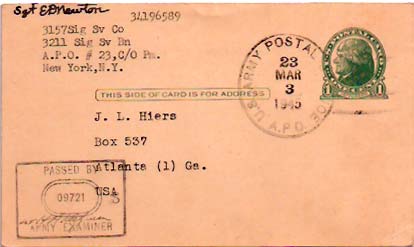 Sgt E D Newton
34196589
3157Sig Sv Co
3211 Sig Sv Bn
A.P.O. # 23,C/O Pm.
New York,N.Y.
U.S. ARMY POSTAL
23
MAR
3
1945
A.P.O.
1
1
THIS SIDE OF CARD IS FOR ADDRESS
J. L. Hiers
Box 537
Atlanta (1) Ga.
USA
PASSED BY
09721
S
ARMY EXAMINER